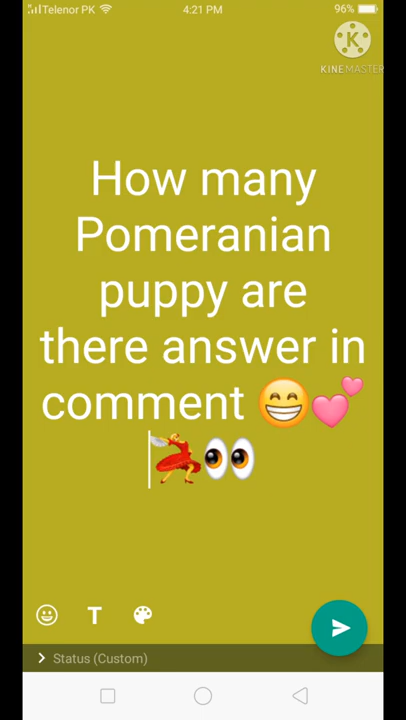 Telenor PK 4:21 PM 96%
KINEMASTER
How many
Pomeranian
puppy are
there answer in
comment 😁💕
💃👀
T
Status (Custom)